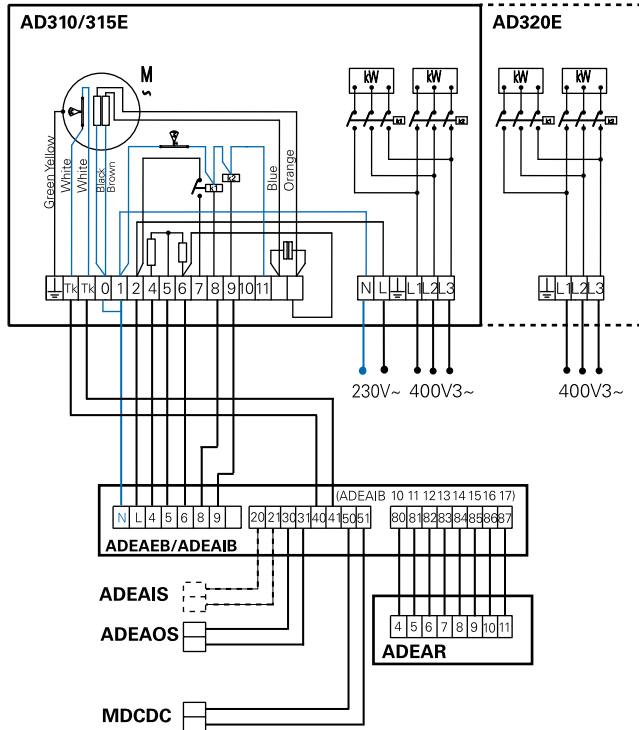 AD310/315E
AD320E
M
~
kW
kW
kW
kW
k1
k2
k1
k2
Green Yellow
White
White
Black
Brown
k1
k2
Blue
Orange
Tk Tk 0 1 2 4 5 6 7 8 9 10 11
N L L1 L2 L3
L1 L2 L3
230V~ 400V3~
400V3~
(ADEAIB 10 11 12 13 14 15 16 17)
N L 4 5 6 8 9
20 21 30 31 40 41 50 51
80 81 82 83 84 85 86 87
ADEAEB/ADEAIB
ADEAIS
ADEAOS
4 5 6 7 8 9 10 11
ADEAR
MDCDC